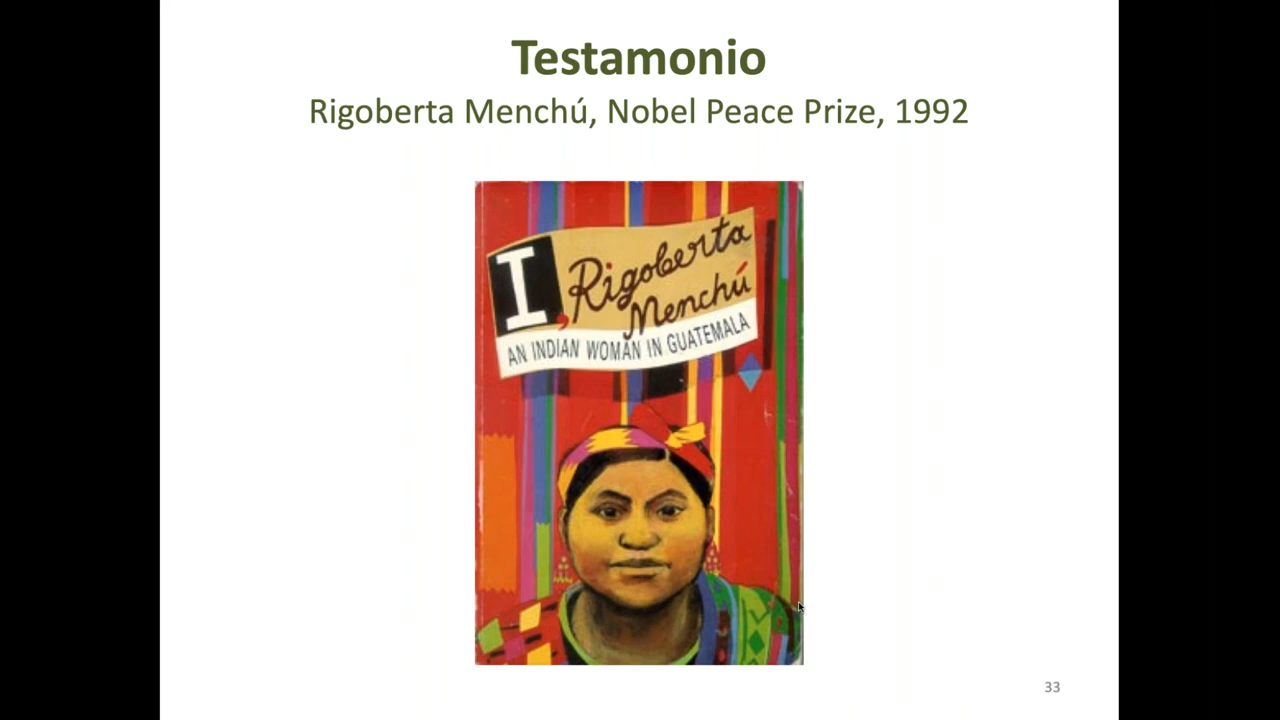 Testamonio
Rigoberta Menchú, Nobel Peace Prize, 1992
I, Rigoberta
Menchú
AN INDIAN WOMAN IN GUATEMALA
33